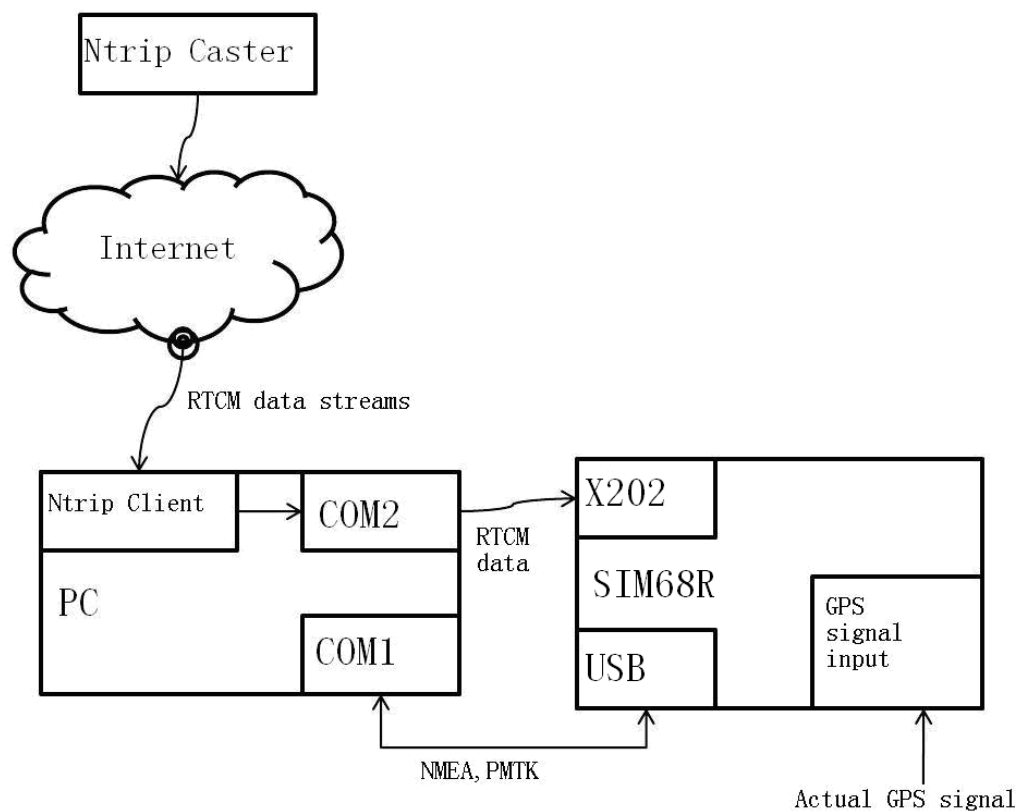 Ntrip Caster
Internet
RTCM data streams
Ntrip Client
COM2
RTCM
data
X202
PC
SIM68R
COM1
USB
GPS
signal
input
NMEA,PMTK
Actual GPS signal